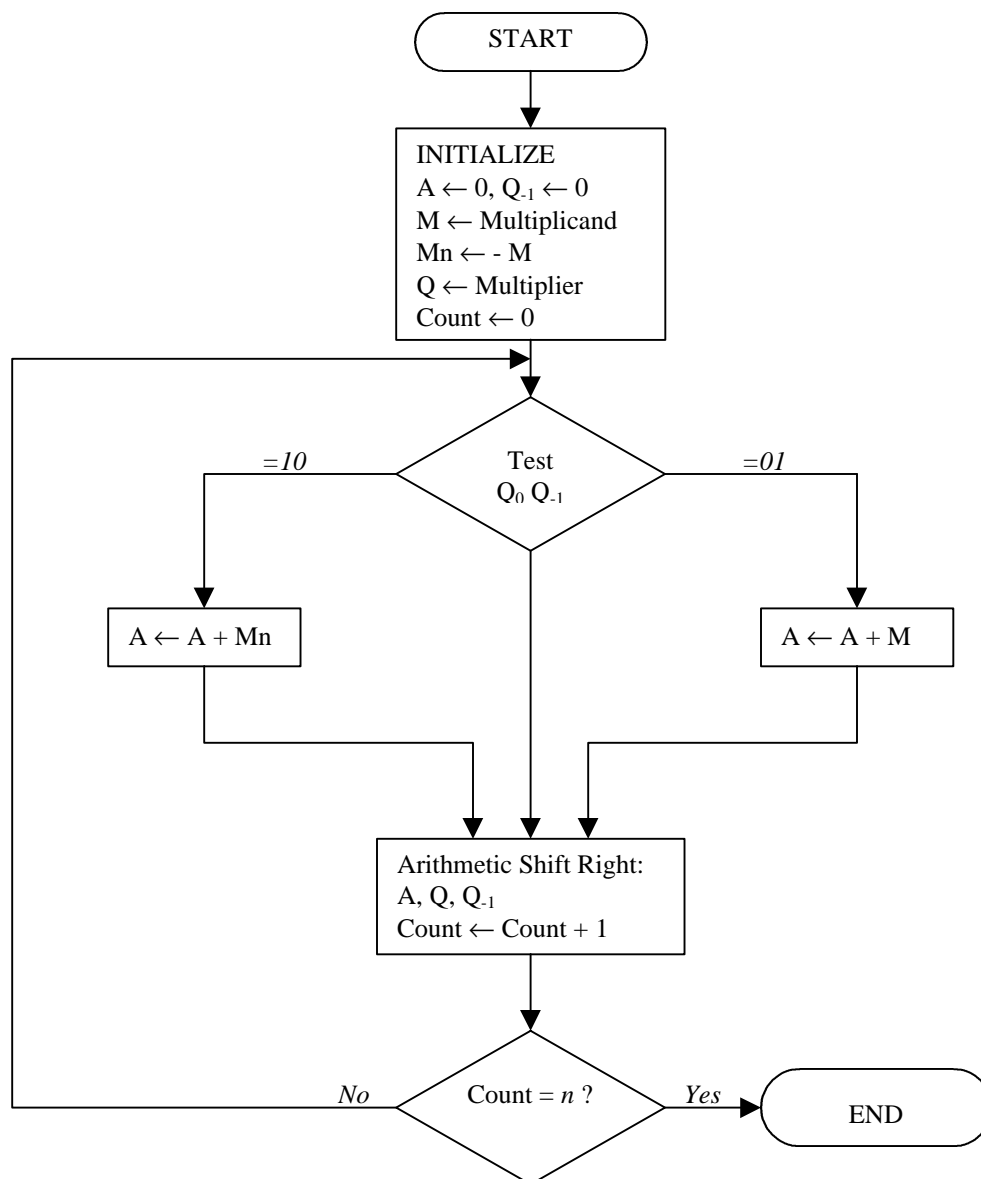 START
INITIALIZE
A ← 0, Q₋₁ ← 0
M ← Multiplicand
Mn ← - M
Q ← Multiplier
Count ← 0
=10
Test
Q₀ Q₋₁
=01
A ← A + Mn
A ← A + M
Arithmetic Shift Right:
A, Q, Q₋₁
Count ← Count + 1
No
Count = n ?
Yes
END